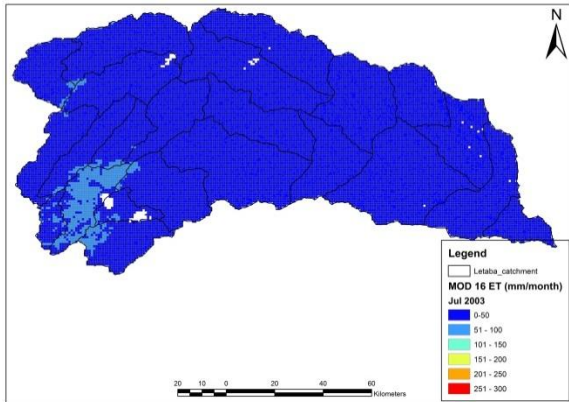 N
Legend
Letaba_catchment
MOD 16 ET (mm/month)
Jul 2003
0-50
51 - 100
101 - 150
151 - 200
201 - 250
251 - 300
20 10 0 20 40 60
Kilometers